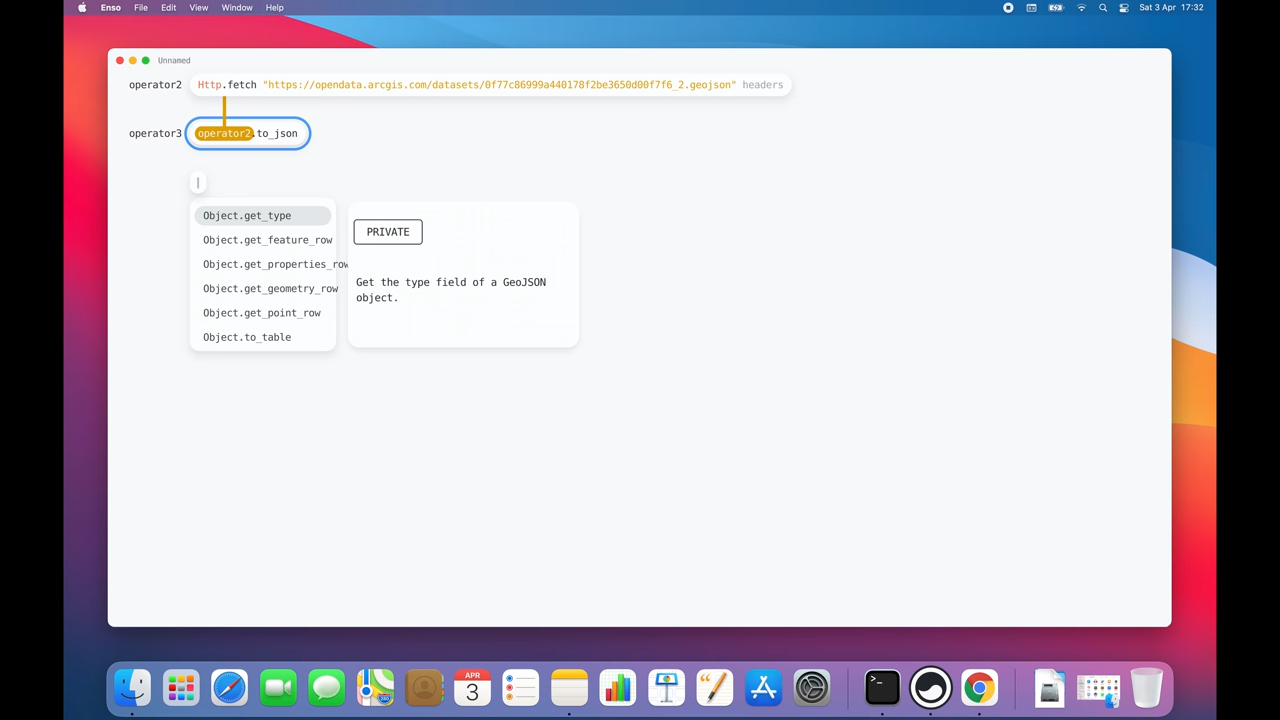 Enso File Edit View Window Help Sat 3 Apr 17:32
Unnamed
operator2 Http.fetch "https://opendata.arcgis.com/datasets/0f77c86999a440178f2be3650d00f7f6_2.geojson" headers
operator3 operator2.to_json
Object.get_type
Object.get_feature_row
Object.get_properties_row
Object.get_geometry_row
Object.get_point_row
Object.to_table
PRIVATE
Get the type field of a GeoJSON
object.
APR
3